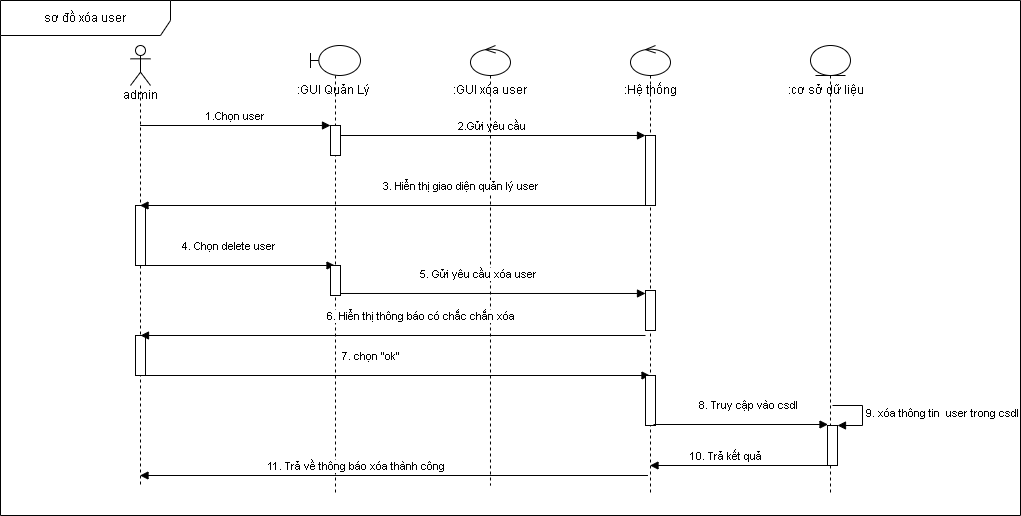 sơ đồ xóa user
admin
:GUI Quản Lý
:GUI xóa user
:Hệ thống
:cơ sở dữ liệu
1.Chọn user
2.Gửi yêu cầu
3. Hiển thị giao diện quản lý user
4. Chọn delete user
5. Gửi yêu cầu xóa user
6. Hiển thị thông báo có chắc chắn xóa
7. chọn "ok"
8. Truy cập vào csdl
9. xóa thông tin user trong csdl
10. Trả kết quả
11. Trả về thông báo xóa thành công